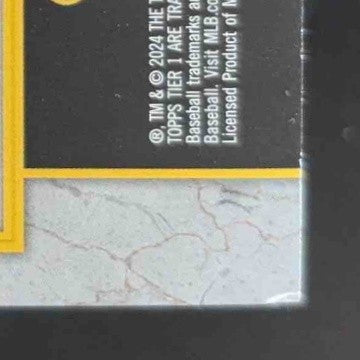 ®, TM & © 2024 THE T
TOPPS TIER 1 ARE TRA
Baseball trademarks a
Baseball. Visit MLB.co
Licensed Product of M